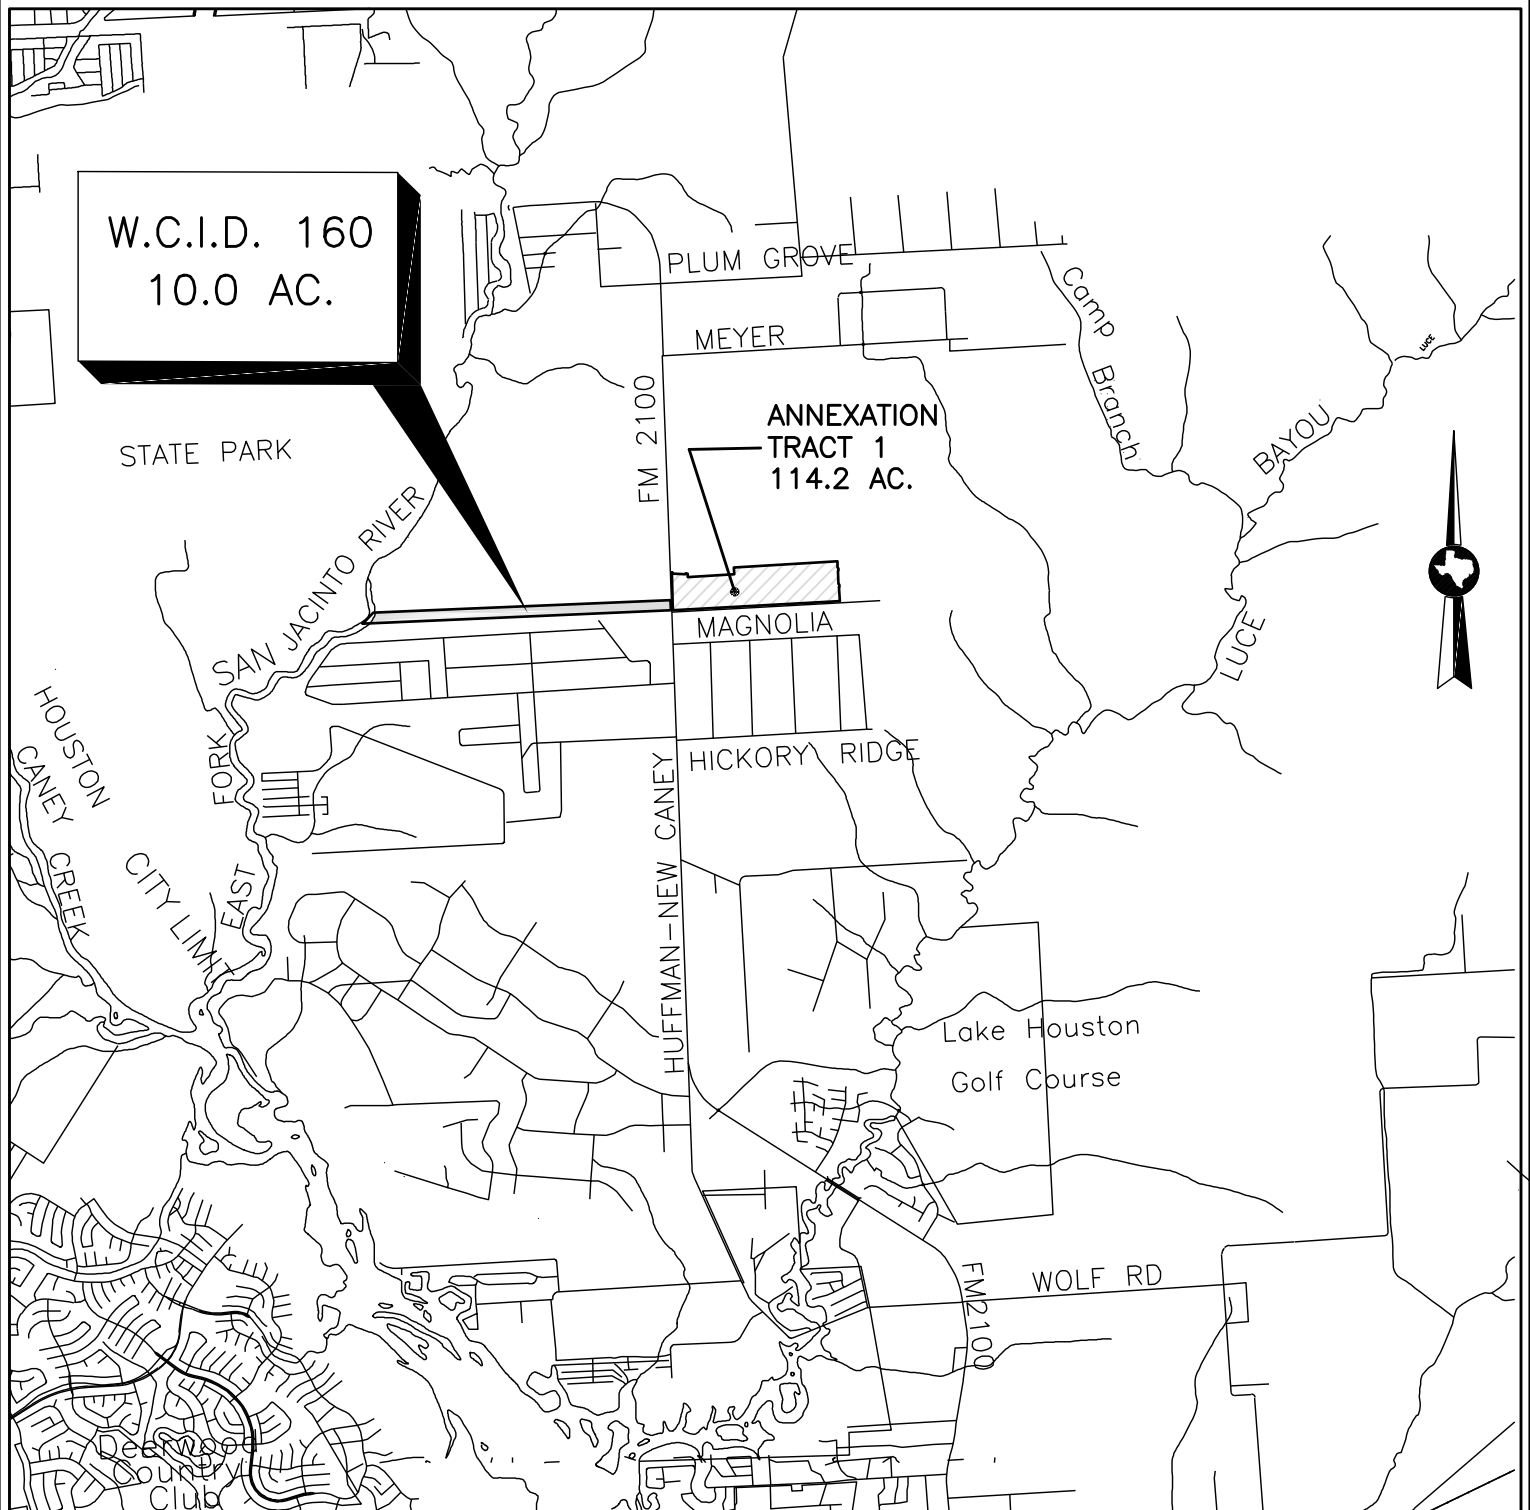 W.C.I.D. 160
10.0 AC.
PLUM GROVE
MEYER
Camp Branch
LUCE
BAYOU
FM 2100
ANNEXATION
TRACT 1
114.2 AC.
STATE PARK
SAN JACINTO RIVER
MAGNOLIA
LUCE
HOUSTON
CANEY CREEK
FORK
HICKORY RIDGE
HUFFMAN-NEW CANEY
CITY LIMIT
EAST
Lake Houston
Golf Course
WOLF RD
FM2100
Deerwood
Country
Club